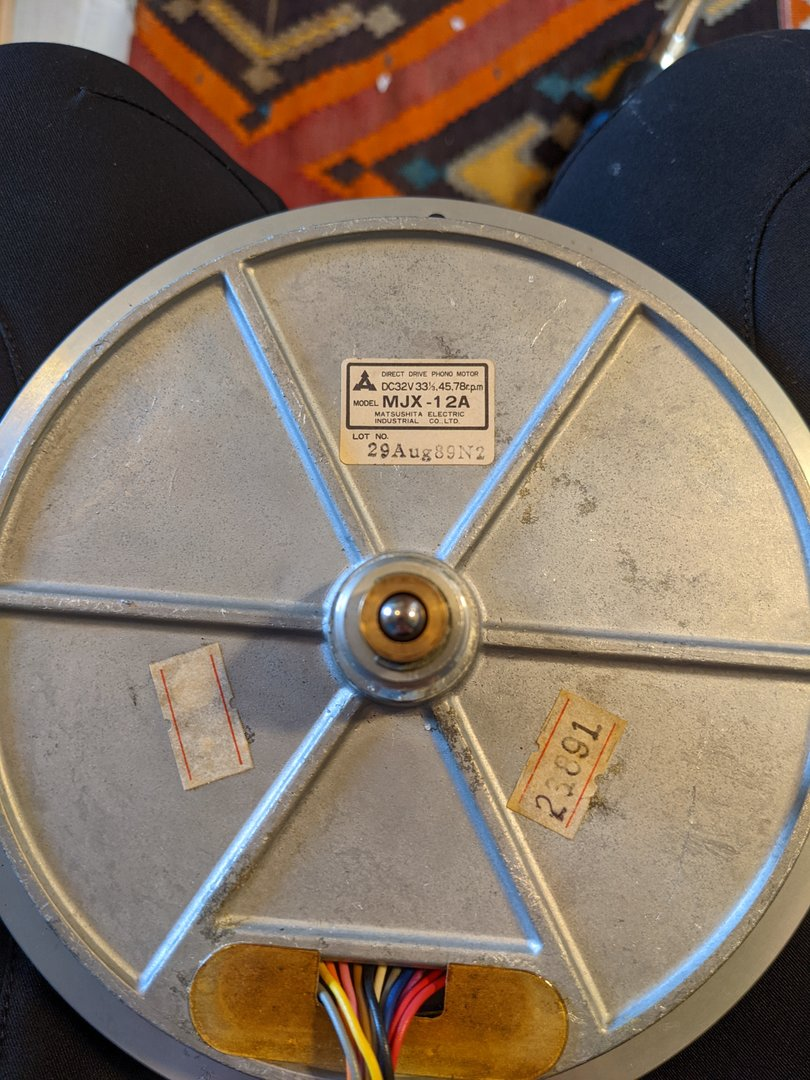 DIRECT DRIVE PHONO MOTOR
DC32V 33⅓.45.78r.p.m
MODEL MJX-12A
MATSUSHITA ELECTRIC
INDUSTRIAL CO.,LTD.
LOT NO.
29Aug89N2
23891